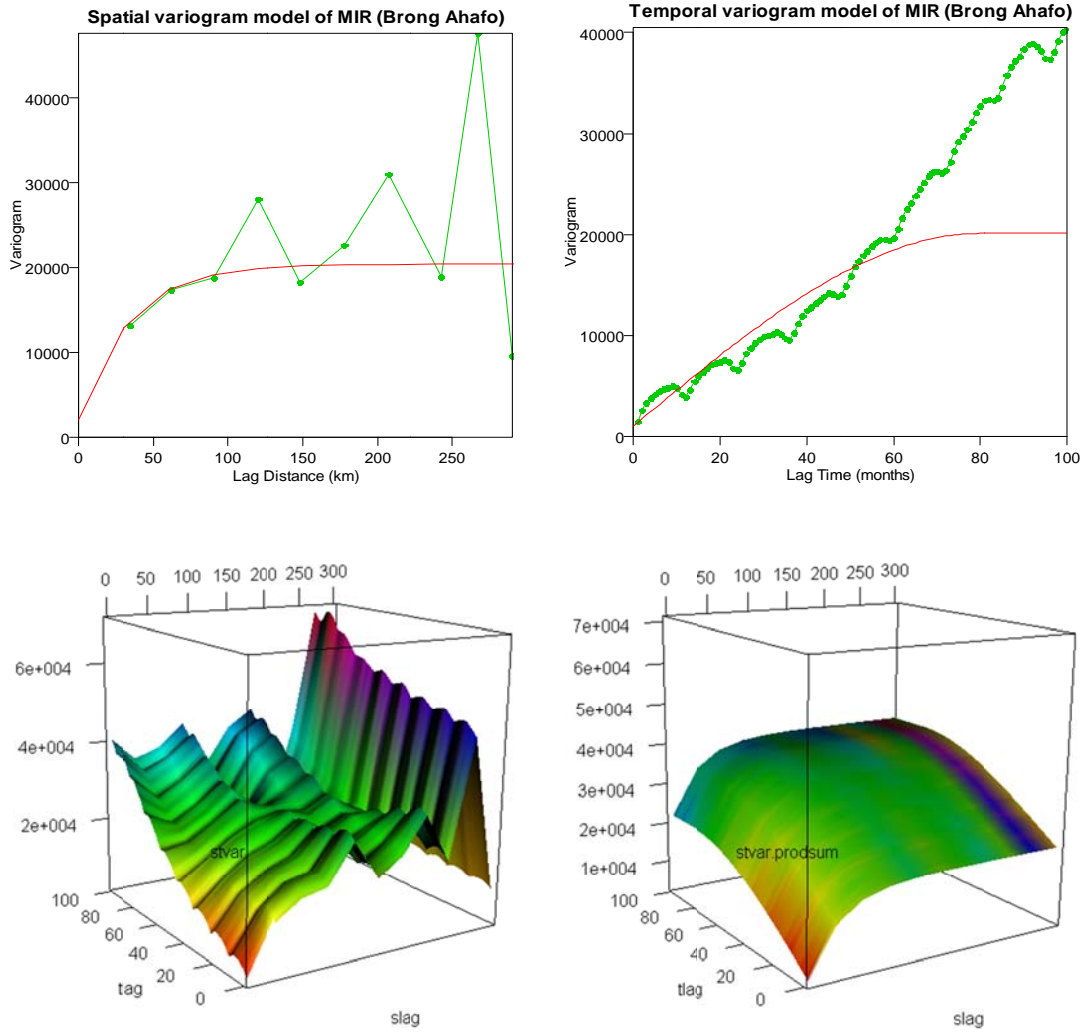 Spatial variogram model of MIR (Brong Ahafo)
Variogram
40000
30000
20000
10000
0
0 50 100 150 200 250
Lag Distance (km)
Temporal variogram model of MIR (Brong Ahafo)
Variogram
40000
30000
20000
10000
0
0 20 40 60 80 100
Lag Time (months)
0 50 100 150 200 250 300
6e+004
4e+004
2e+004
stvar
100
80
60
40
20
0
tag
slag
0 50 100 150 200 250 300
7e+004
6e+004
5e+004
4e+004
3e+004
2e+004
1e+004
stvar.prodsum
100
80
60
40
20
0
tlag
slag